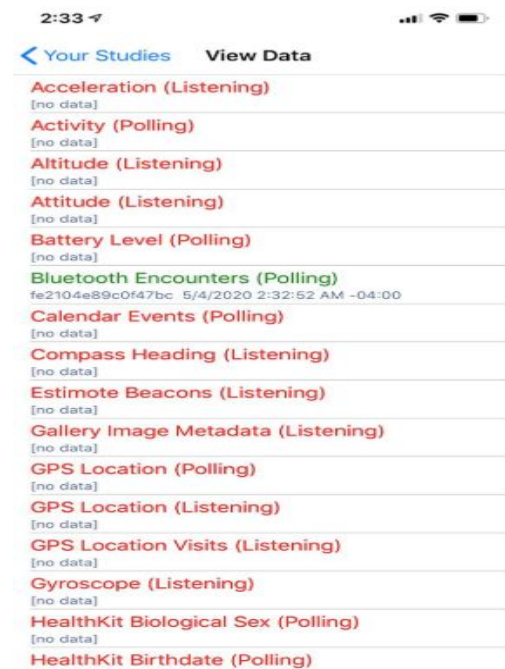 2:33
Your Studies View Data
Acceleration (Listening)
[no data]
Activity (Polling)
[no data]
Altitude (Listening)
[no data]
Attitude (Listening)
[no data]
Battery Level (Polling)
[no data]
Bluetooth Encounters (Polling)
fe2104e89c0f47bc 5/4/2020 2:32:52 AM -04:00
Calendar Events (Polling)
[no data]
Compass Heading (Listening)
[no data]
Estimote Beacons (Listening)
[no data]
Gallery Image Metadata (Listening)
[no data]
GPS Location (Polling)
[no data]
GPS Location (Listening)
[no data]
GPS Location Visits (Listening)
[no data]
Gyroscope (Listening)
[no data]
HealthKit Biological Sex (Polling)
[no data]
HealthKit Birthdate (Polling)